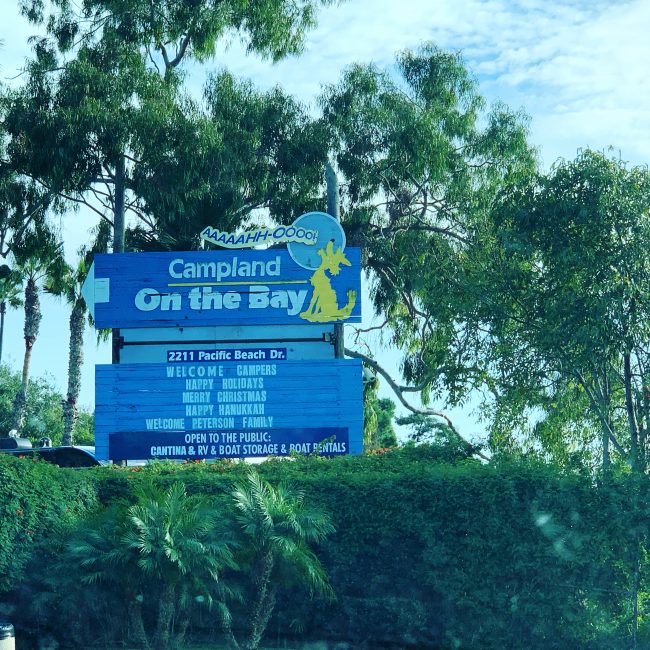 AAAAAHH-OOOO!
Campland
On the Bay
2211 Pacific Beach Dr.
WELCOME CAMPERS
HAPPY HOLIDAYS
MERRY CHRISTMAS
HAPPY HANUKKAH
WELCOME PETERSON FAMILY
OPEN TO THE PUBLIC:
CANTINA & RV & BOAT STORAGE & BOAT RENTALS